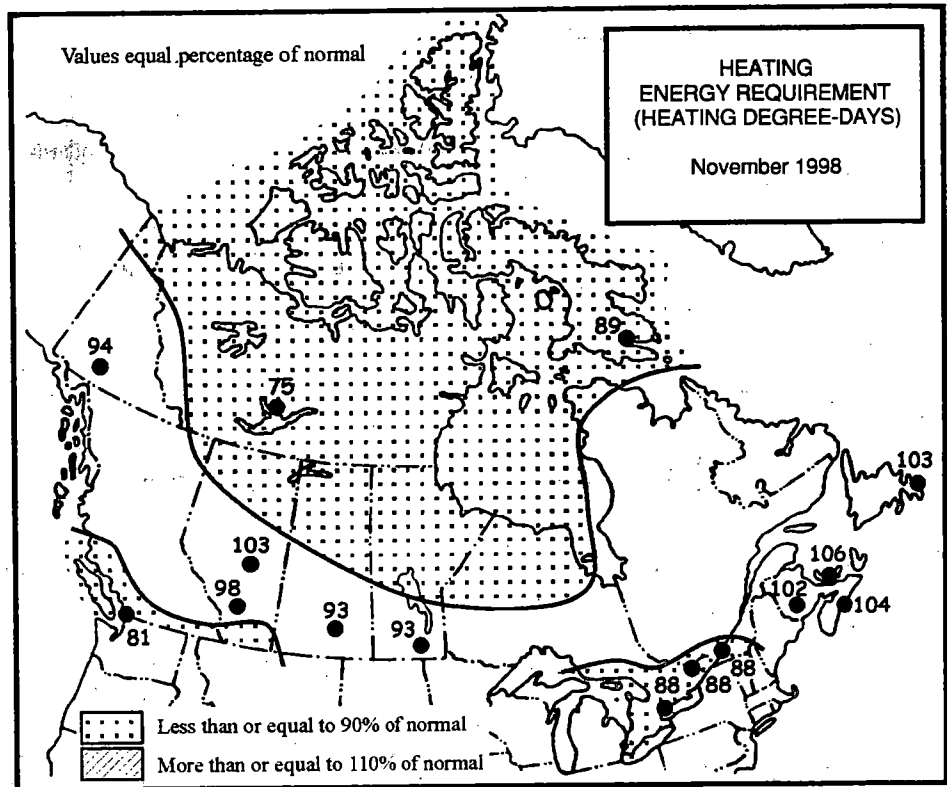 Values equal .percentage of normal
HEATING
ENERGY REQUIREMENT
(HEATING DEGREE-DAYS)
November 1998
94
75
89
103
103
98
93
93
81
106
102
104
88
88
88
Less than or equal to 90% of normal
More than or equal to 110% of normal